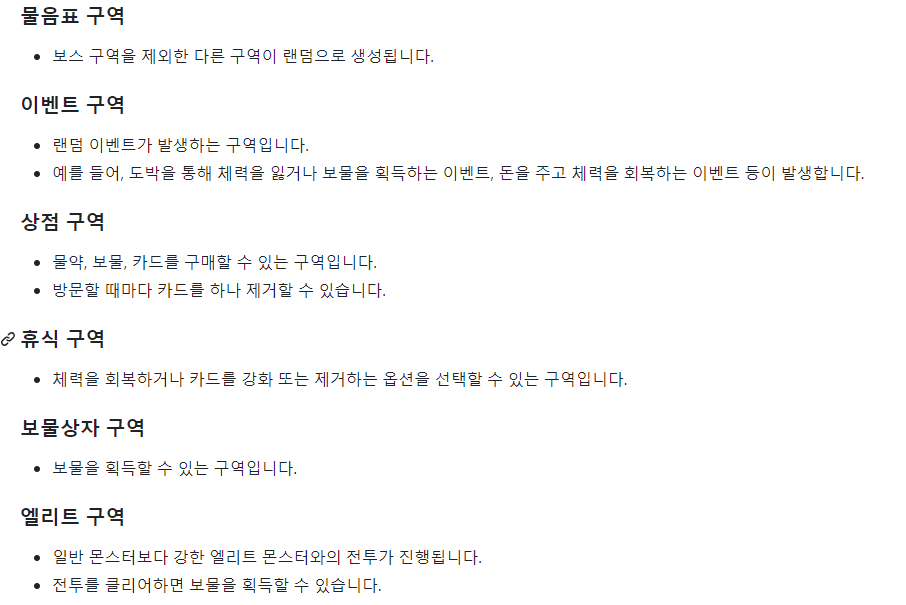 물음표 구역
보스 구역을 제외한 다른 구역이 랜덤으로 생성됩니다.
이벤트 구역
랜덤 이벤트가 발생하는 구역입니다.
예를 들어, 도박을 통해 체력을 잃거나 보물을 획득하는 이벤트, 돈을 주고 체력을 회복하는 이벤트 등이 발생합니다.
상점 구역
물약, 보물, 카드를 구매할 수 있는 구역입니다.
방문할 때마다 카드를 하나 제거할 수 있습니다.
휴식 구역
체력을 회복하거나 카드를 강화 또는 제거하는 옵션을 선택할 수 있는 구역입니다.
보물상자 구역
보물을 획득할 수 있는 구역입니다.
엘리트 구역
일반 몬스터보다 강한 엘리트 몬스터와의 전투가 진행됩니다.
전투를 클리어하면 보물을 획득할 수 있습니다.